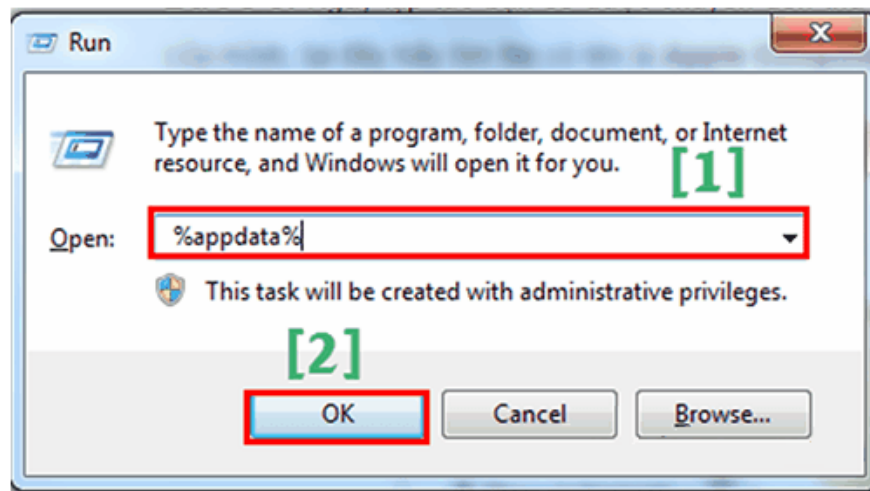 Run
Type the name of a program, folder, document, or Internet
resource, and Windows will open it for you.
[1]
Open: %appdata%
This task will be created with administrative privileges.
[2]
OK Cancel Browse...